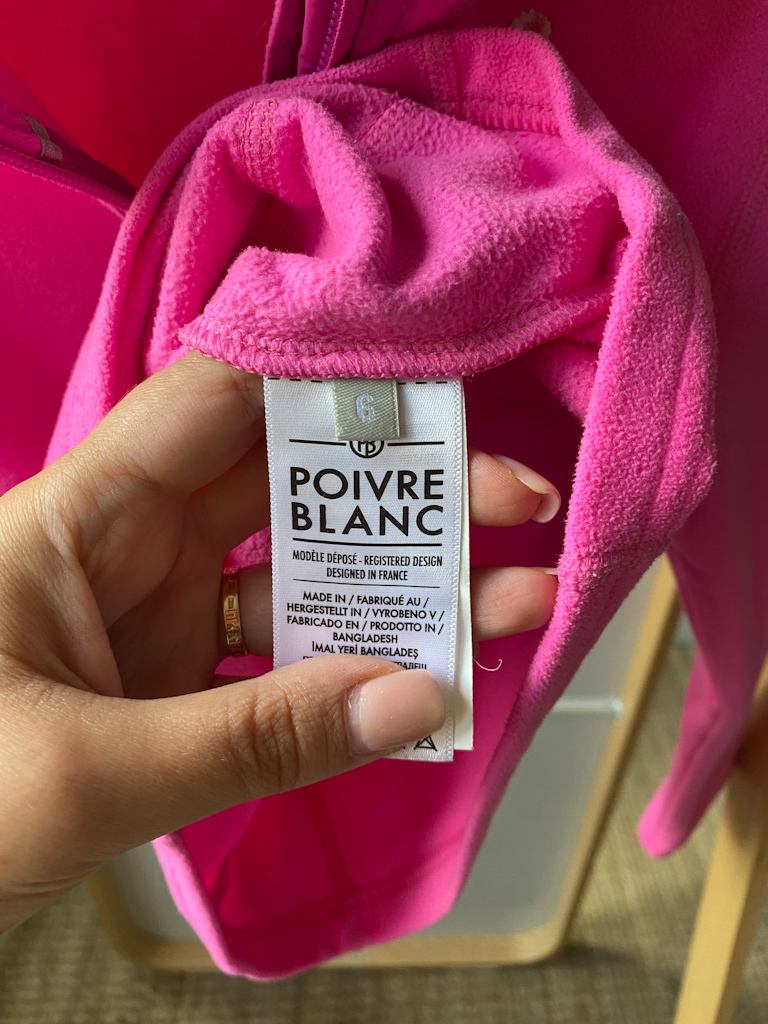 6
PB
POIVRE
BLANC
MODÈLE DÉPOSÉ - REGISTERED DESIGN
DESIGNED IN FRANCE
MADE IN / FABRIQUÉ AU /
HERGESTELLT IN / VYROBENO V /
FABRICADO EN / PRODOTTO IN /
BANGLADESH
İMAL YERİ BANGLADEŞ